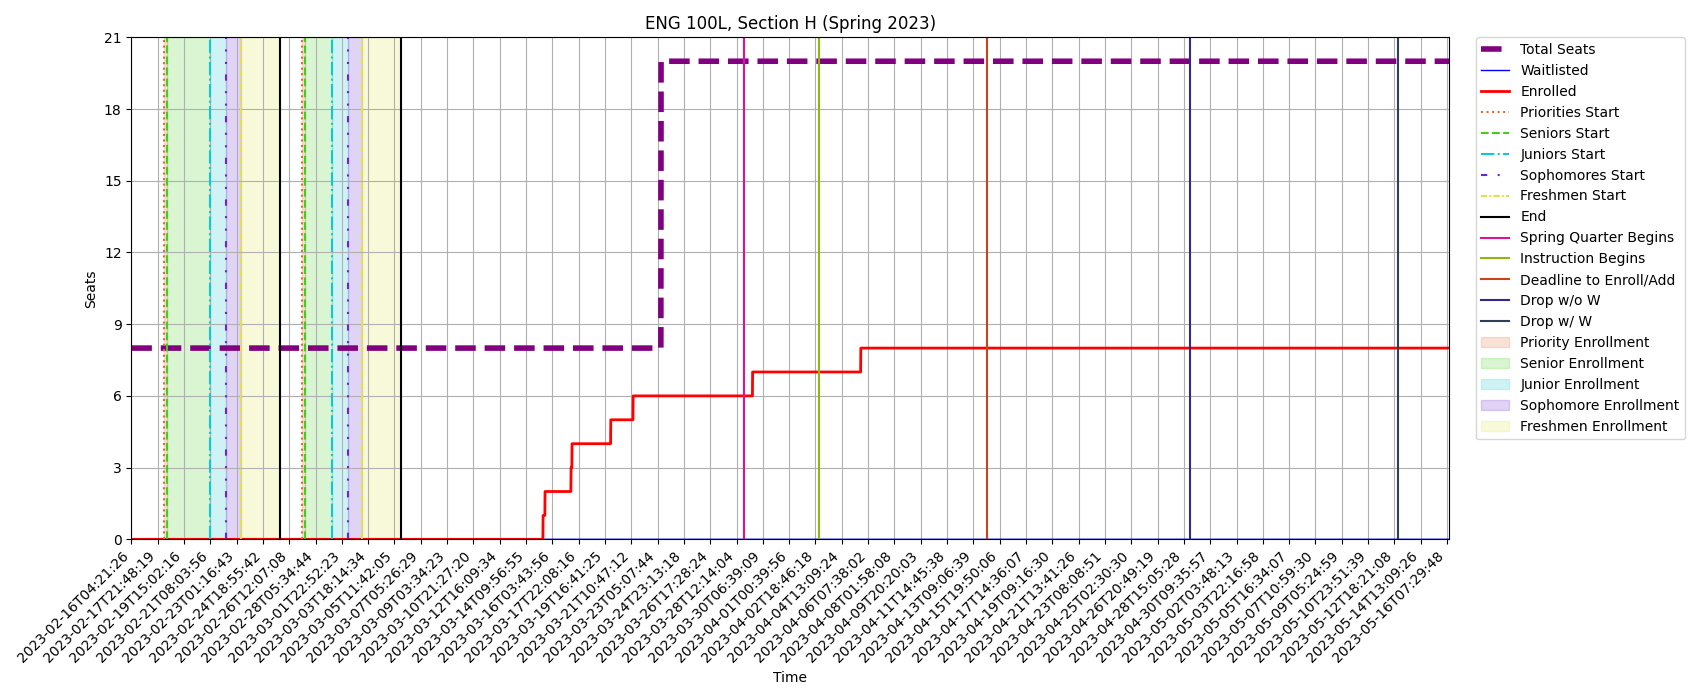 ENG 100L, Section H (Spring 2023)
21
18
15
12
9
6
3
0
Seats
2023-02-16T04:21:26
2023-02-17T21:48:19
2023-02-19T15:02:16
2023-02-21T08:03:56
2023-02-23T01:16:43
2023-02-24T18:55:42
2023-02-26T12:07:08
2023-02-28T05:34:44
2023-03-01T22:52:23
2023-03-03T18:14:34
2023-03-05T11:42:05
2023-03-07T05:26:29
2023-03-09T03:34:23
2023-03-10T21:27:20
2023-03-12T16:09:34
2023-03-14T09:56:55
2023-03-16T03:43:56
2023-03-17T22:08:16
2023-03-19T16:41:25
2023-03-21T10:47:12
2023-03-23T05:07:44
2023-03-24T23:13:18
2023-03-26T17:28:24
2023-03-28T12:14:04
2023-03-30T06:39:09
2023-04-01T00:39:56
2023-04-02T18:46:18
2023-04-04T13:09:24
2023-04-06T07:38:02
2023-04-08T01:58:08
2023-04-09T20:20:03
2023-04-11T14:45:38
2023-04-13T09:06:39
2023-04-15T19:50:06
2023-04-17T14:36:07
2023-04-19T09:16:30
2023-04-21T13:41:26
2023-04-23T08:08:51
2023-04-25T02:30:30
2023-04-26T20:49:19
2023-04-28T15:05:28
2023-04-30T09:35:57
2023-05-02T03:48:13
2023-05-03T22:16:58
2023-05-05T16:34:07
2023-05-07T10:59:30
2023-05-09T05:24:59
2023-05-10T23:51:39
2023-05-12T18:21:08
2023-05-14T13:09:26
2023-05-16T07:29:48
Time
Total Seats
Waitlisted
Enrolled
Priorities Start
Seniors Start
Juniors Start
Sophomores Start
Freshmen Start
End
Spring Quarter Begins
Instruction Begins
Deadline to Enroll/Add
Drop w/o W
Drop w/ W
Priority Enrollment
Senior Enrollment
Junior Enrollment
Sophomore Enrollment
Freshmen Enrollment